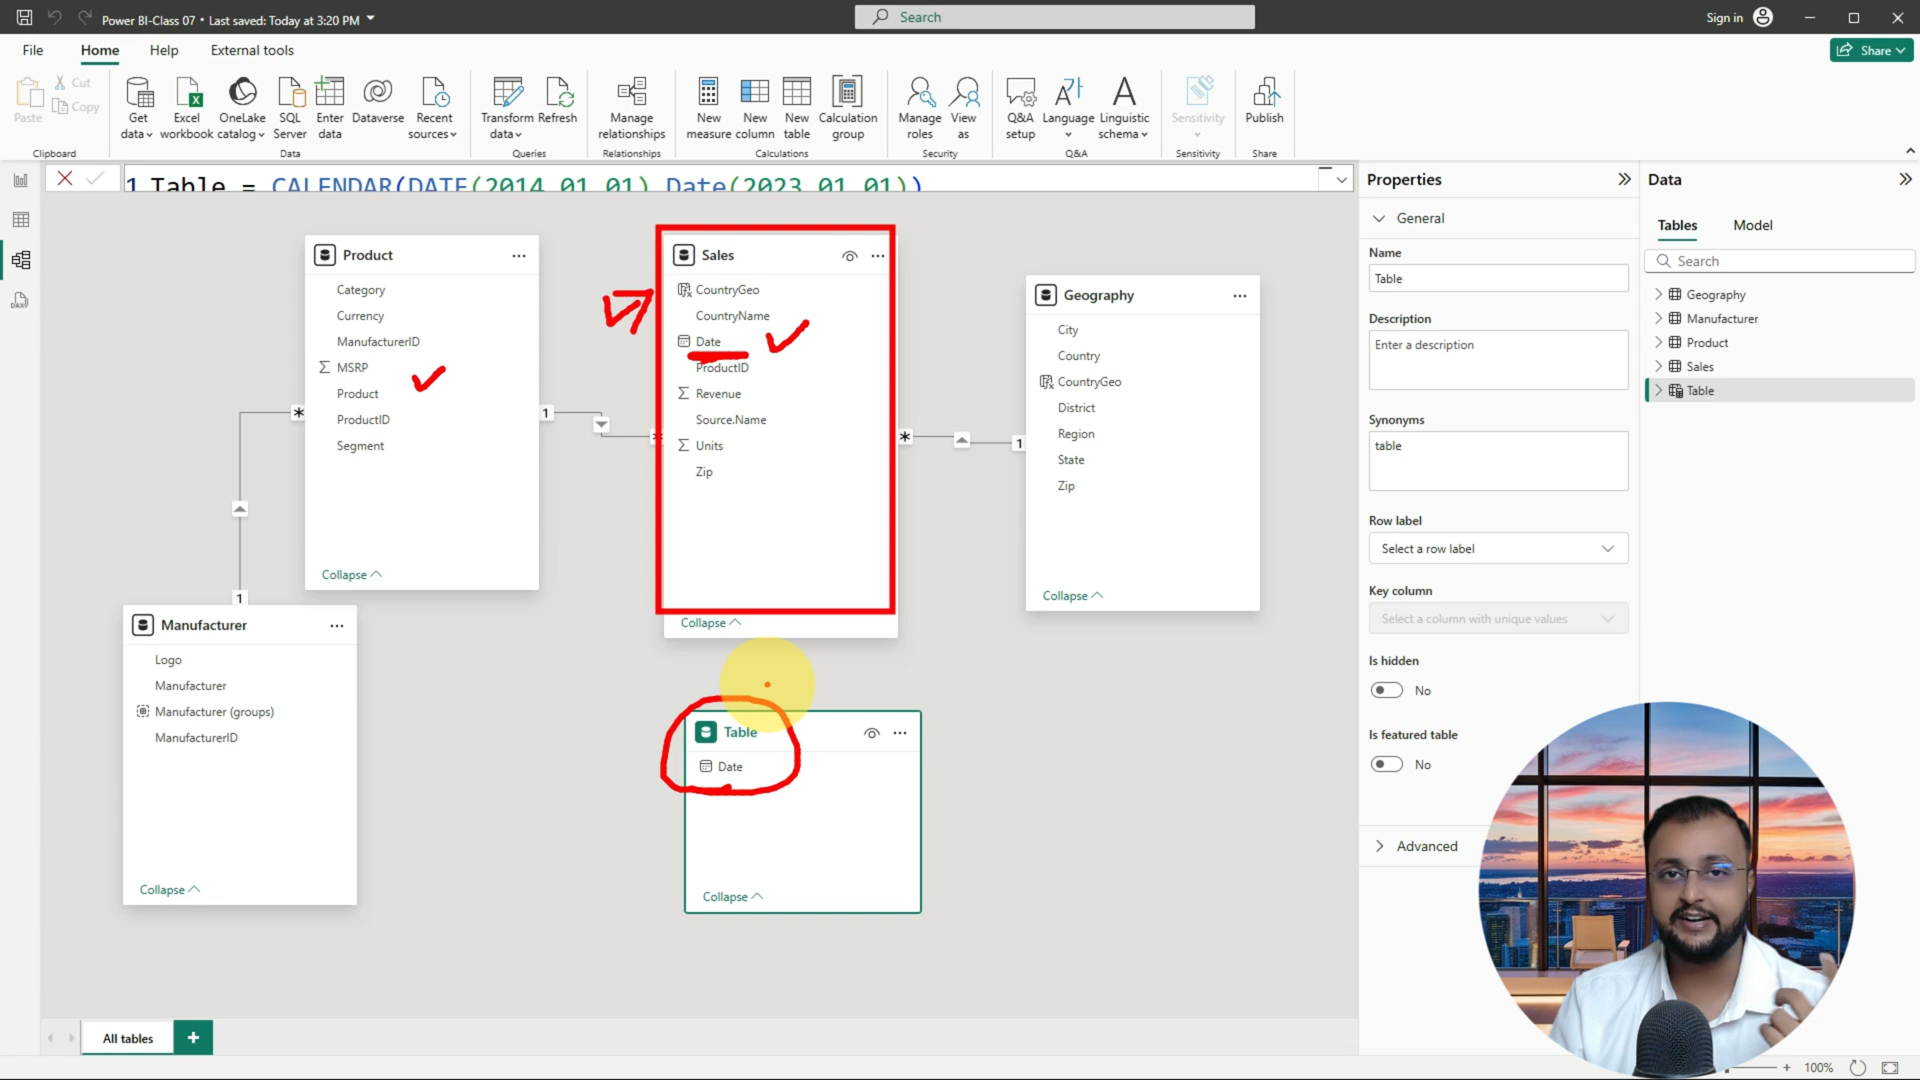 Power BI-Class 07 • Last saved: Today at 3:20 PM
Search
Sign in
File
Home
Help
External tools
Share
Paste
Cut
Copy
Get data
Excel workbook
OneLake catalog
SQL Server
Enter data
Dataverse
Recent sources
Transform data
Refresh
Manage relationships
New measure
New column
New table
Calculation group
Manage roles
View as
Q&A setup
Language
Linguistic schema
Sensitivity
Publish
Clipboard
Data
Queries
Relationships
Calculations
Security
Q&A
Sensitivity
Share
1 Table = CALENDAR(DATE(2014,01,01),Date(2023,01,01))
DAX
Product
Category
Currency
ManufacturerID
MSRP
Product
ProductID
Segment
Collapse
Sales
CountryGeo
CountryName
Date
ProductID
Revenue
Source.Name
Units
Zip
Collapse
Geography
City
Country
CountryGeo
District
Region
State
Zip
Collapse
* 1 * * 1
1
Manufacturer
Logo
Manufacturer
Manufacturer (groups)
ManufacturerID
Collapse
Table
Date
Collapse
All tables
+
Properties
General
Name
Table
Description
Enter a description
Synonyms
table
Row label
Select a row label
Key column
Select a column with unique values
Is hidden
No
Is featured table
No
Advanced
Data
Tables
Model
Search
Geography
Manufacturer
Product
Sales
Table
+ 100%